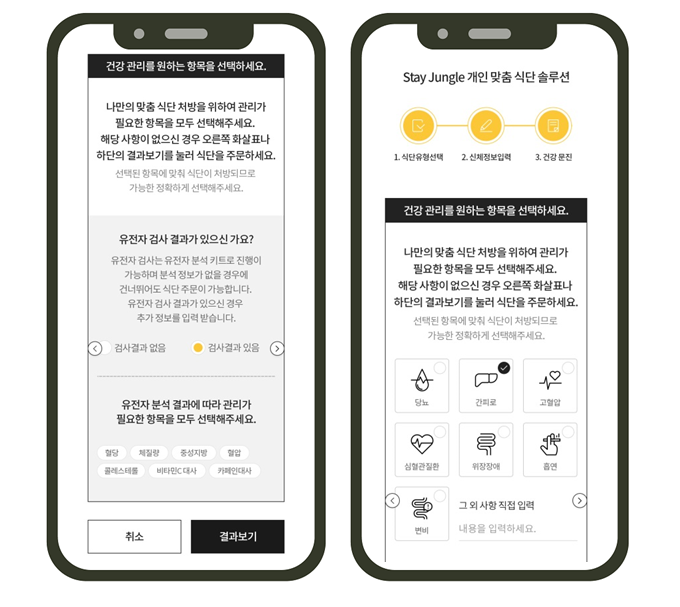 건강 관리를 원하는 항목을 선택하세요.
나만의 맞춤 식단 처방을 위하여 관리가
필요한 항목을 모두 선택해주세요.
해당 사항이 없으신 경우 오른쪽 화살표나
하단의 결과보기를 눌러 식단을 주문하세요.
선택된 항목에 맞춰 식단이 처방되므로
가능한 정확하게 선택해주세요.
유전자 검사 결과가 있으신 가요?
유전자 검사는 유전자 분석 키트로 진행이
가능하며 분석 정보가 없을 경우에
건너뛰어도 식단 주문이 가능합니다.
유전자 검사 결과가 있으신 경우
추가 정보를 입력 받습니다.
검사결과 없음 검사결과 있음
유전자 분석 결과에 따라 관리가
필요한 항목을 모두 선택해주세요.
혈당 체질량 중성지방 혈압
콜레스테롤 비타민C 대사 카페인대사
취소 결과보기
Stay Jungle 개인 맞춤 식단 솔루션
1. 식단유형선택 2. 신체정보입력 3. 건강 문진
건강 관리를 원하는 항목을 선택하세요.
나만의 맞춤 식단 처방을 위하여 관리가
필요한 항목을 모두 선택해주세요.
해당 사항이 없으신 경우 오른쪽 화살표나
하단의 결과보기를 눌러 식단을 주문하세요.
선택된 항목에 맞춰 식단이 처방되므로
가능한 정확하게 선택해주세요.
당뇨 간피로 고혈압
심혈관질환 위장장애 흡연
변비
그 외 사항 직접 입력
내용을 입력하세요.